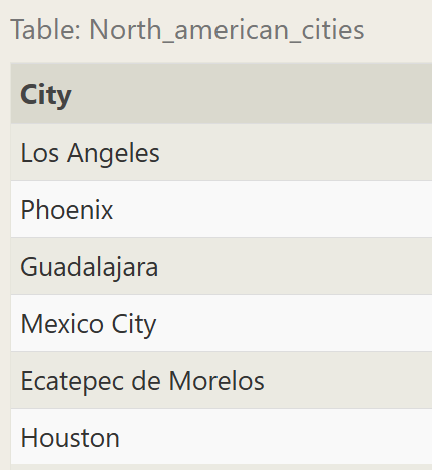 Table: North_american_cities
City
Los Angeles
Phoenix
Guadalajara
Mexico City
Ecatepec de Morelos
Houston